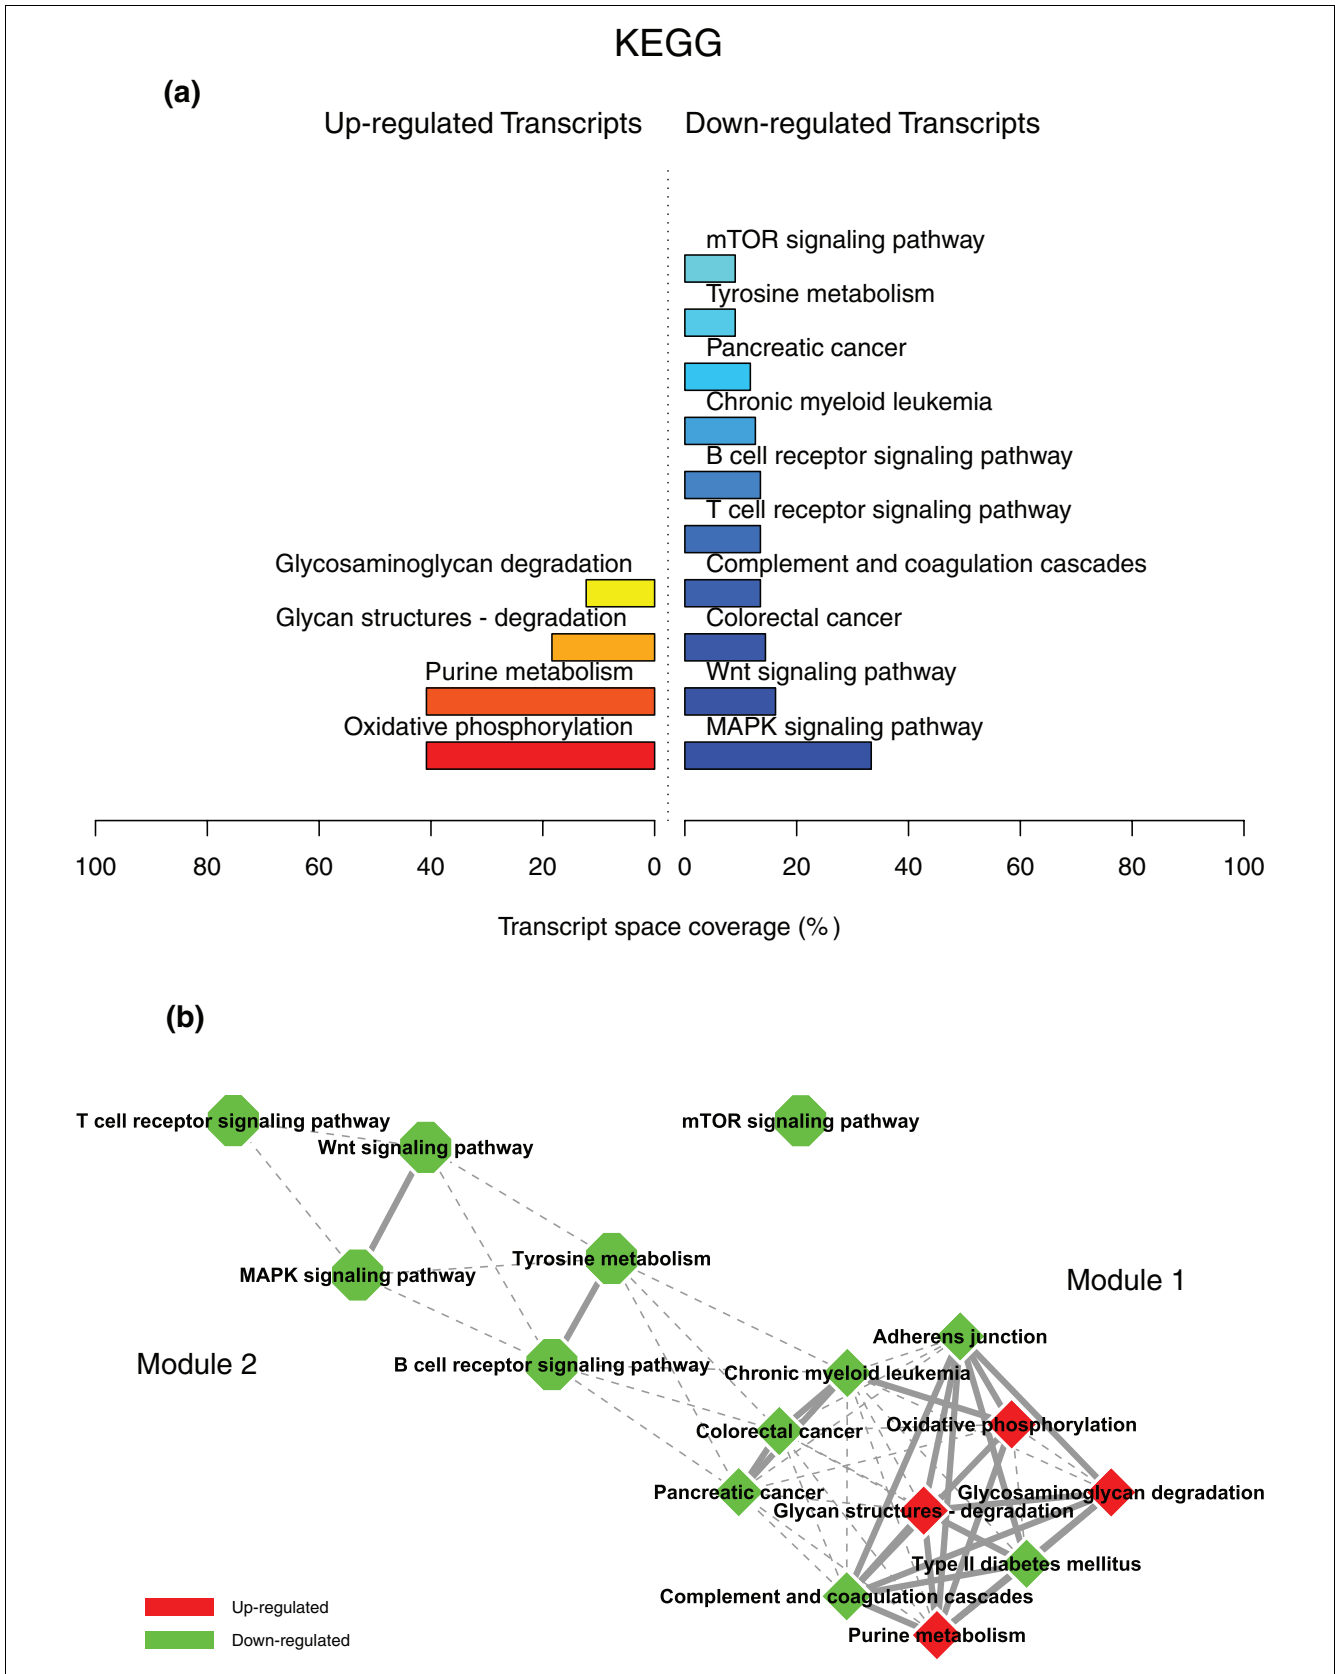 KEGG
(a)
Up-regulated Transcripts
Down-regulated Transcripts
mTOR signaling pathway
Tyrosine metabolism
Pancreatic cancer
Chronic myeloid leukemia
B cell receptor signaling pathway
T cell receptor signaling pathway
Glycosaminoglycan degradation
Complement and coagulation cascades
Glycan structures - degradation
Colorectal cancer
Purine metabolism
Wnt signaling pathway
Oxidative phosphorylation
MAPK signaling pathway
100 80 60 40 20 0 0 20 40 60 80 100
Transcript space coverage (%)
(b)
T cell receptor signaling pathway
mTOR signaling pathway
Wnt signaling pathway
Tyrosine metabolism
MAPK signaling pathway
Module 1
Adherens junction
Module 2
B cell receptor signaling pathway
Chronic myeloid leukemia
Oxidative phosphorylation
Colorectal cancer
Pancreatic cancer
Glycosaminoglycan degradation
Glycan structures - degradation
Type II diabetes mellitus
Complement and coagulation cascades
Up-regulated
Purine metabolism
Down-regulated